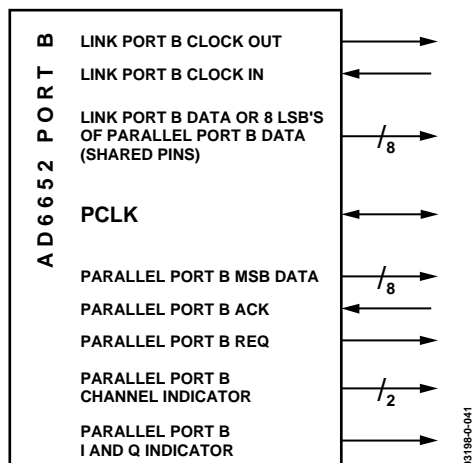 AD6652 PORT B
LINK PORT B CLOCK OUT
LINK PORT B CLOCK IN
LINK PORT B DATA OR 8 LSB'S
OF PARALLEL PORT B DATA
(SHARED PINS)
8
PCLK
PARALLEL PORT B MSB DATA
8
PARALLEL PORT B ACK
PARALLEL PORT B REQ
PARALLEL PORT B
CHANNEL INDICATOR
2
PARALLEL PORT B
I AND Q INDICATOR
03198-0-041